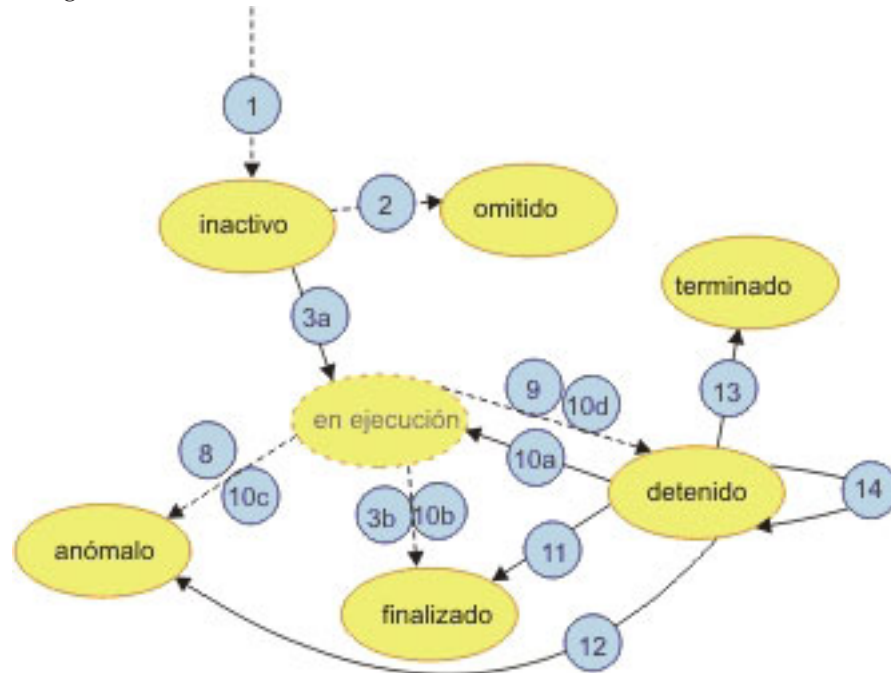 1
inactivo
2
omitido
terminado
3a
13
9
10d
en ejecución
8
10a
10c
detenido
14
3b
10b
11
anómalo
finalizado
12